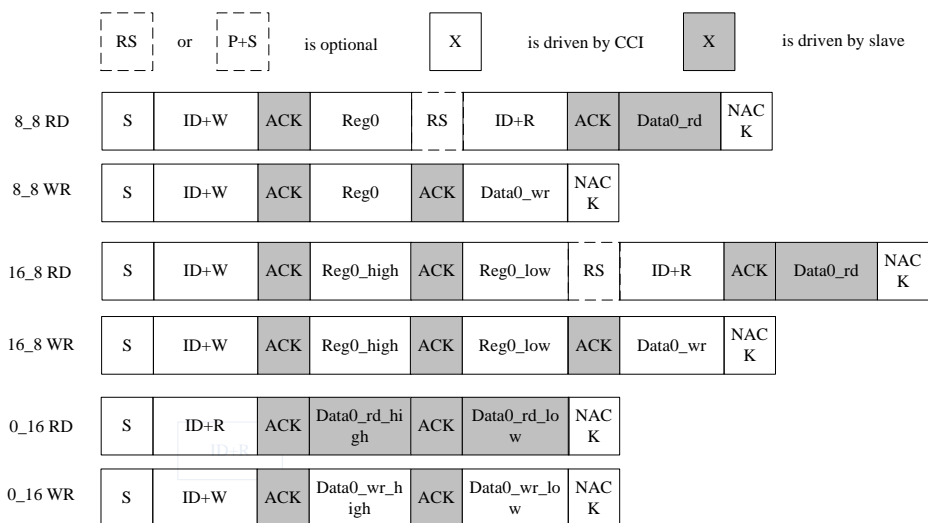 RS or P+S is optional X is driven by CCI X is driven by slave
8_8 RD S ID+W ACK Reg0 RS ID+R ACK Data0_rd NAC
K
8_8 WR S ID+W ACK Reg0 ACK Data0_wr NAC
K
16_8 RD S ID+W ACK Reg0_high ACK Reg0_low RS ID+R ACK Data0_rd NAC
K
16_8 WR S ID+W ACK Reg0_high ACK Reg0_low ACK Data0_wr NAC
K
0_16 RD S ID+R ACK Data0_rd_hi
gh ACK Data0_rd_lo
w NAC
K
ID+R
0_16 WR S ID+W ACK Data0_wr_h
igh ACK Data0_wr_lo
w NAC
K